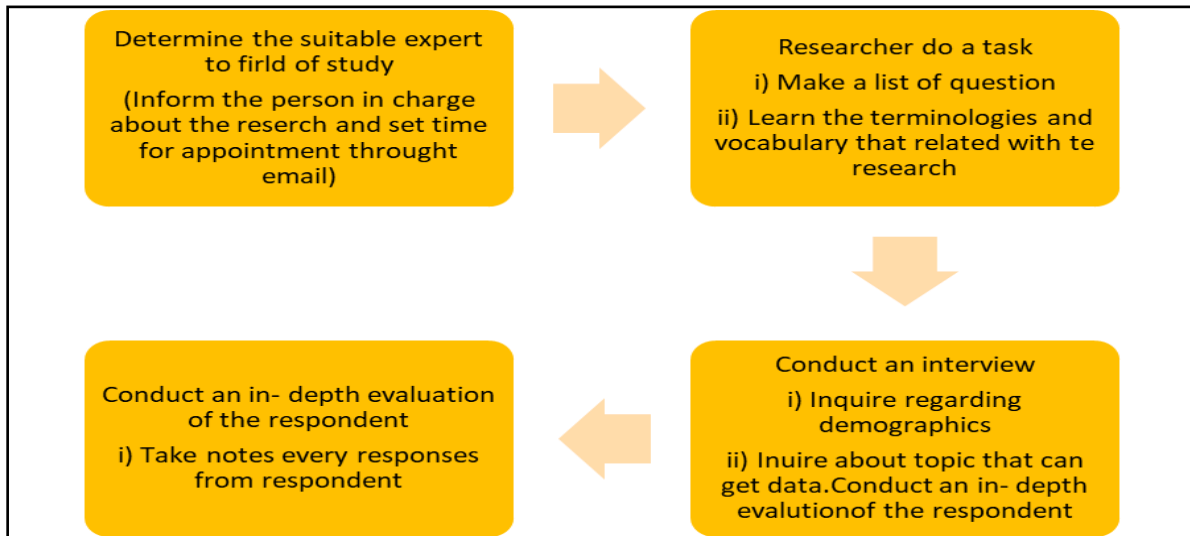 Determine the suitable expert
to firld of study
(Inform the person in charge
about the reserch and set time
for appointment throught
email)
Researcher do a task
i) Make a list of question
ii) Learn the terminologies and
vocabulary that related with te
research
Conduct an interview
i) Inquire regarding
demographics
ii) Inuire about topic that can
get data.Conduct an in- depth
evalutionof the respondent
Conduct an in- depth evaluation
of the respondent
i) Take notes every responses
from respondent